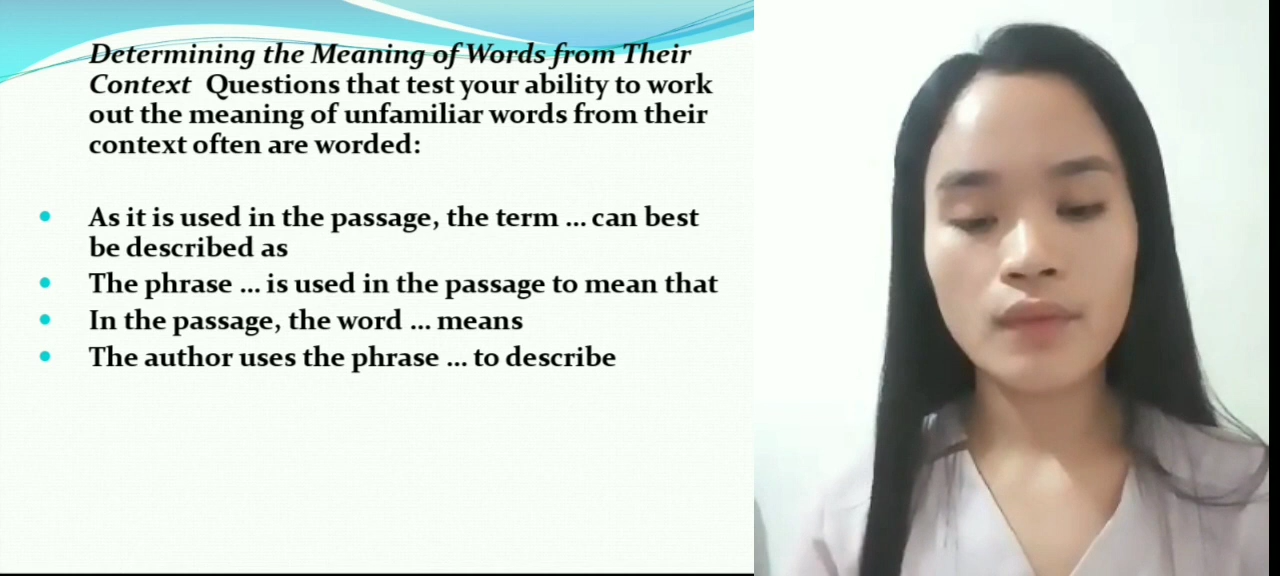 Determining the Meaning of Words from Their
Context Questions that test your ability to work
out the meaning of unfamiliar words from their
context often are worded:
• As it is used in the passage, the term ... can best
be described as
• The phrase ... is used in the passage to mean that
• In the passage, the word ... means
• The author uses the phrase ... to describe